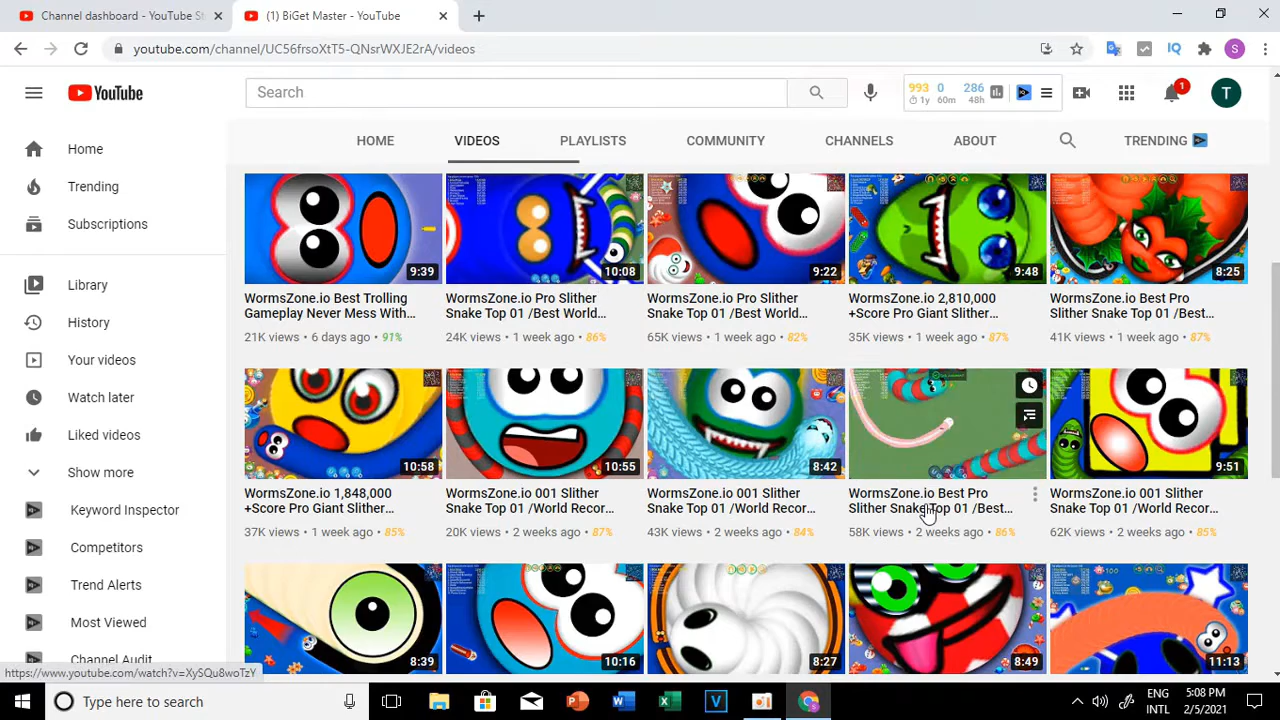 Channel dashboard - YouTube St
(1) BiGet Master - YouTube
youtube.com/channel/UC56frsoXtT5-QNsrWXJE2rA/videos
YouTube
Search
993 0 286
1y 60m 48h
1
T
S
HOME VIDEOS PLAYLISTS COMMUNITY CHANNELS ABOUT TRENDING
Home
Trending
Subscriptions
Library
History
Your videos
Watch later
Liked videos
Show more
Keyword Inspector
Competitors
Trend Alerts
Most Viewed
Channel Audit
9:39
WormsZone.io Best Trolling
Gameplay Never Mess With...
21K views • 6 days ago • 91%
10:08
WormsZone.io Pro Slither
Snake Top 01 /Best World...
24K views • 1 week ago • 86%
9:22
WormsZone.io Pro Slither
Snake Top 01 /Best World...
65K views • 1 week ago • 82%
9:48
WormsZone.io 2,810,000
+Score Pro Giant Slither...
35K views • 1 week ago • 87%
8:25
WormsZone.io Best Pro
Slither Snake Top 01 /Best...
41K views • 1 week ago • 87%
10:58
WormsZone.io 1,848,000
+Score Pro Giant Slither...
37K views • 1 week ago • 85%
10:55
WormsZone.io 001 Slither
Snake Top 01 /World Recor...
20K views • 2 weeks ago • 87%
8:42
WormsZone.io 001 Slither
Snake Top 01 /World Recor...
43K views • 2 weeks ago • 84%
WormsZone.io Best Pro
Slither Snake Top 01 /Best...
58K views • 2 weeks ago • 86%
9:51
WormsZone.io 001 Slither
Snake Top 01 /World Recor...
62K views • 2 weeks ago • 85%
8:39
10:16
8:27
8:49
11:13
https://www.youtube.com/watch?v=XySQu8woTzY
Type here to search
ENG
INTL
5:08 PM
2/5/2021